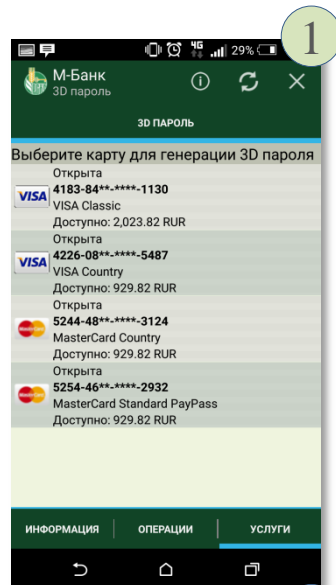 1
4G 29%
М-Банк
3D пароль
3D ПАРОЛЬ
Выберите карту для генерации 3D пароля
Открыта
VISA 4183-84**-****-1130
VISA Classic
Доступно: 2,023.82 RUR
Открыта
VISA 4226-08**-****-5487
VISA Country
Доступно: 929.82 RUR
Открыта
MasterCard 5244-48**-****-3124
MasterCard Country
Доступно: 929.82 RUR
Открыта
MasterCard 5254-46**-****-2932
MasterCard Standard PayPass
Доступно: 929.82 RUR
ИНФОРМАЦИЯ ОПЕРАЦИИ УСЛУГИ